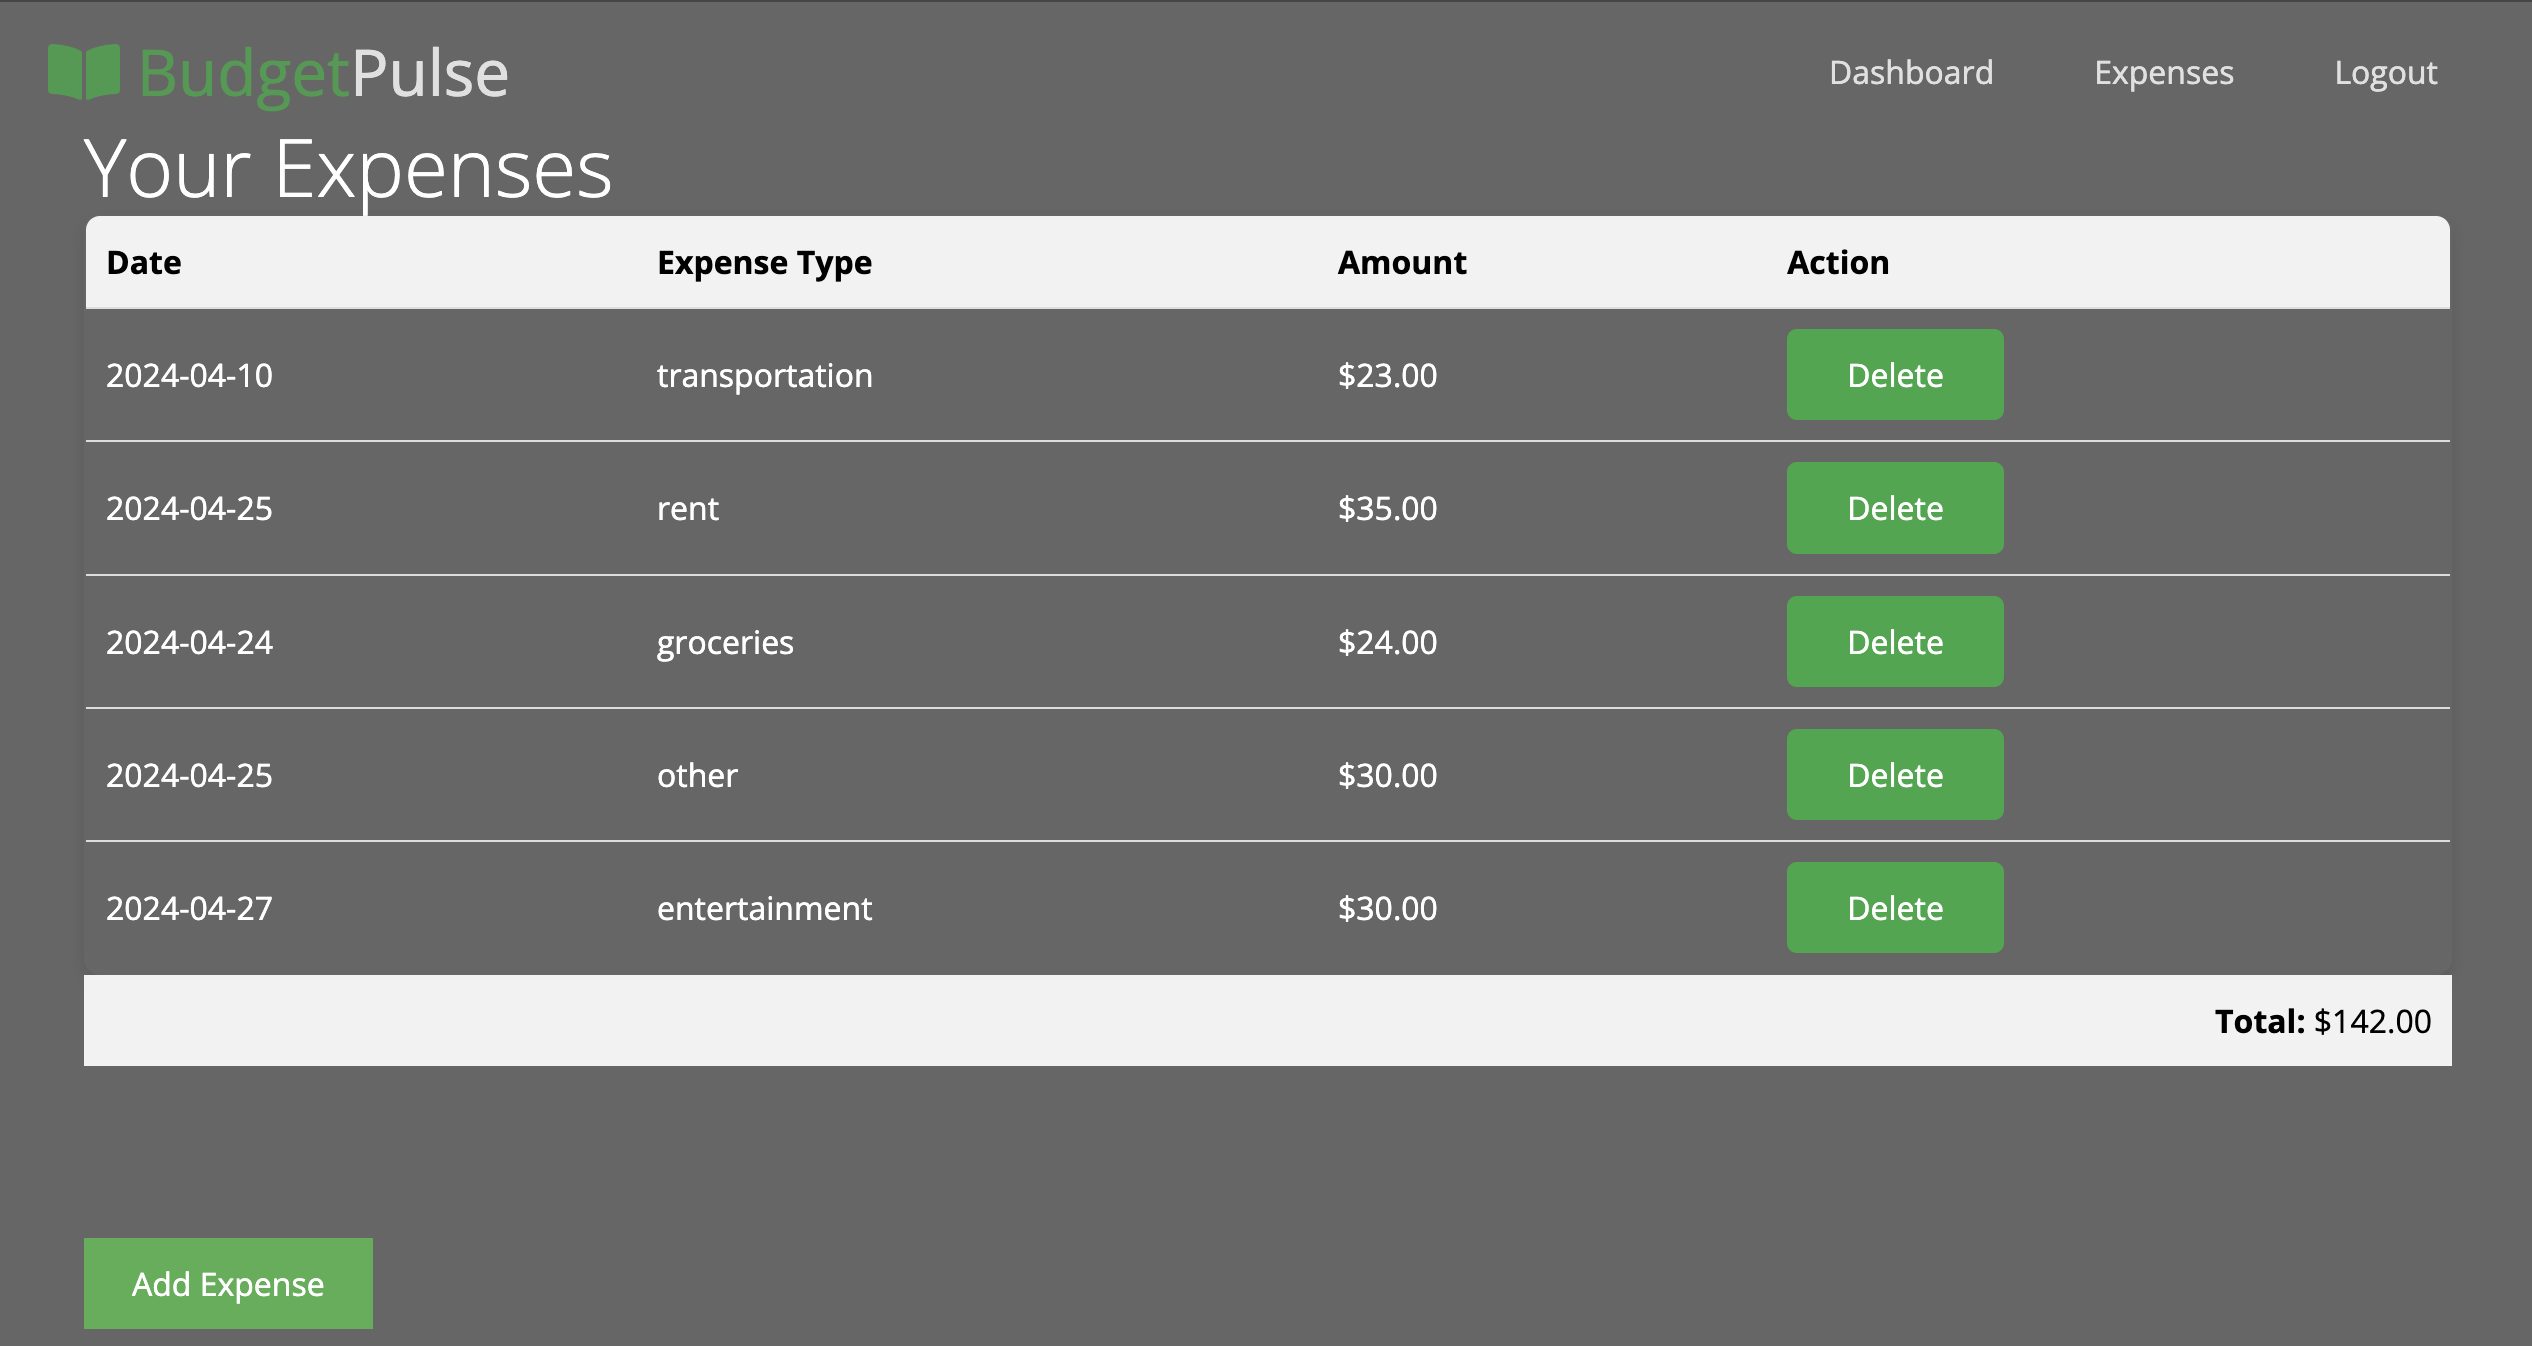 BudgetPulse Dashboard Expenses Logout
Your Expenses
Date Expense Type Amount Action
2024-04-10 transportation $23.00 Delete
2024-04-25 rent $35.00 Delete
2024-04-24 groceries $24.00 Delete
2024-04-25 other $30.00 Delete
2024-04-27 entertainment $30.00 Delete
Total: $142.00
Add Expense